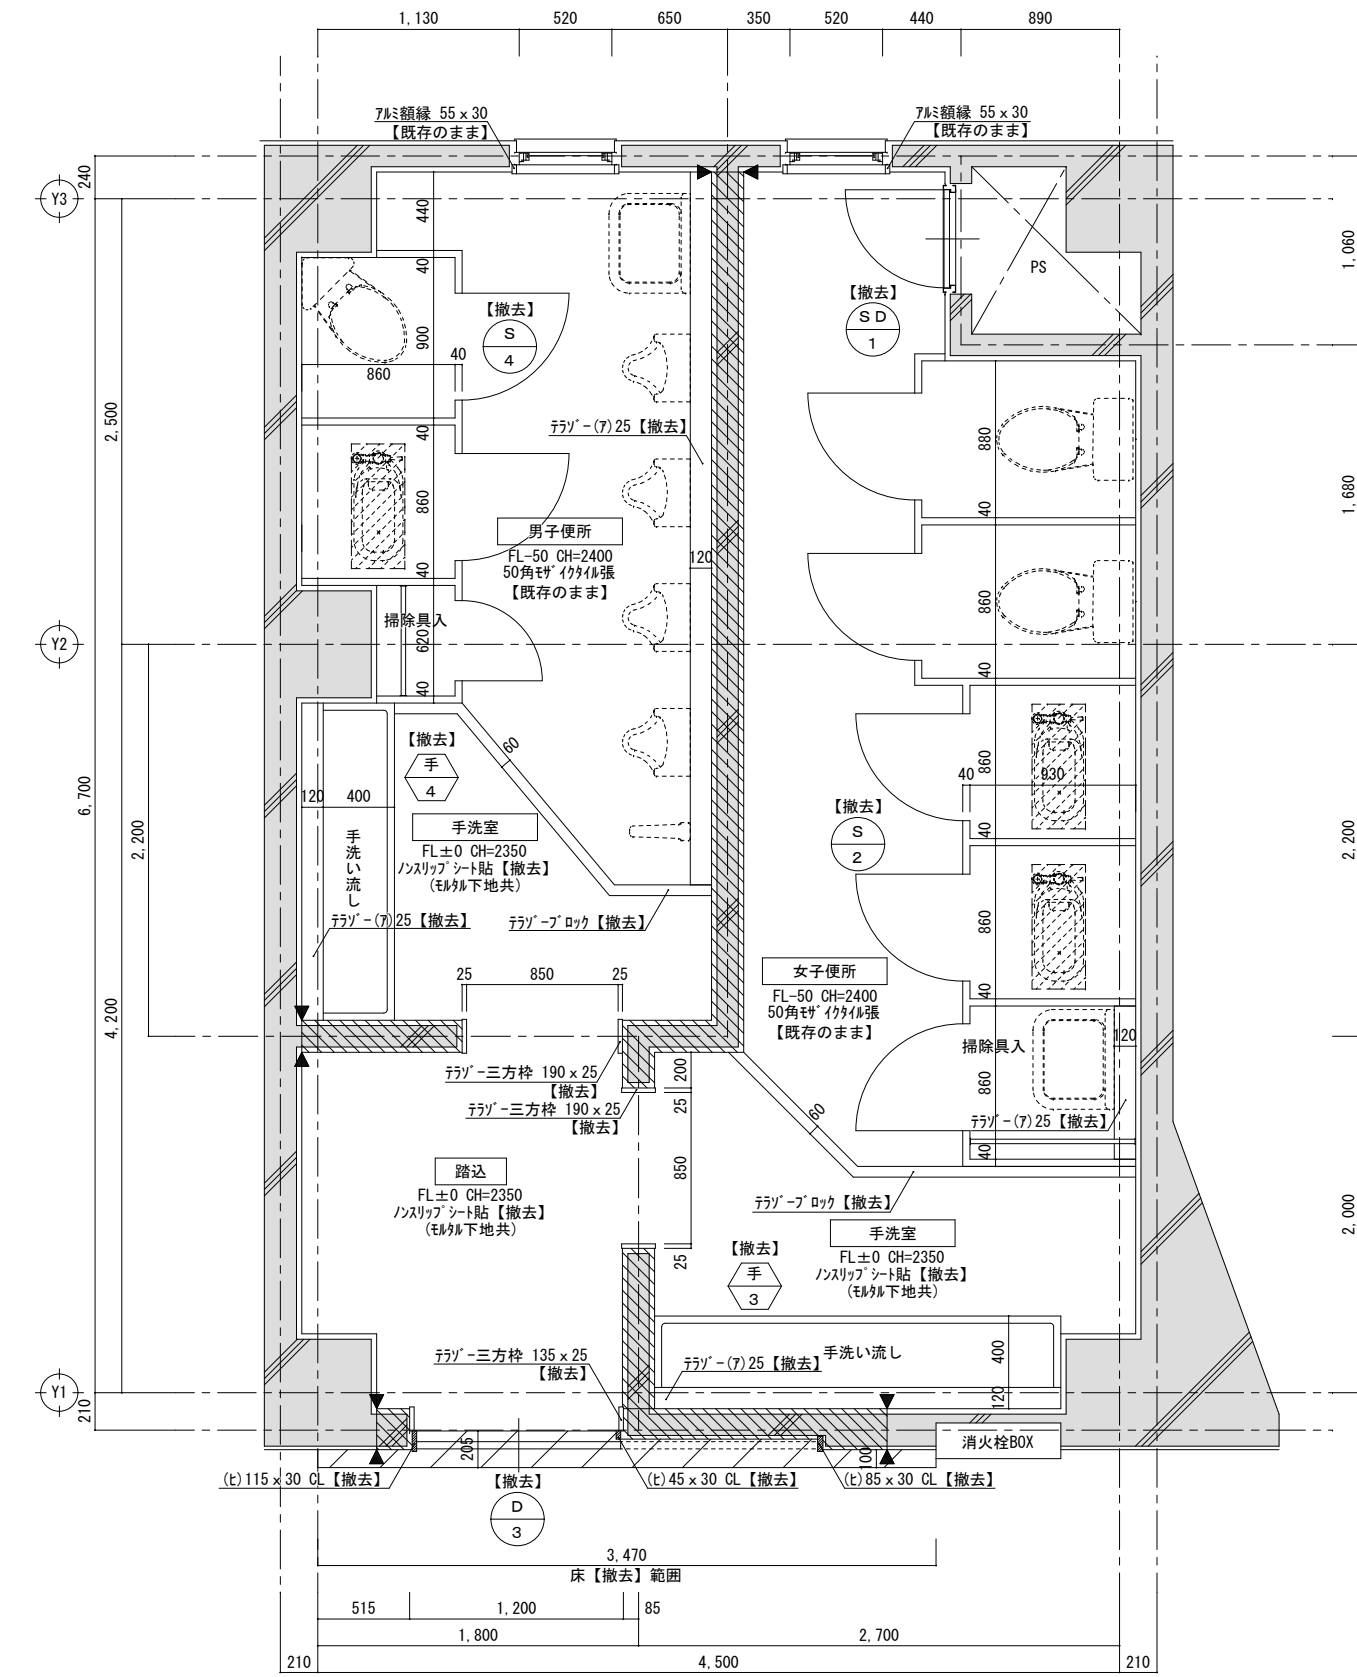 1,130
520
650
350
520
440
890
ｱﾙﾐ額縁 55ｘ30
【既存のまま】
ｱﾙﾐ額縁 55ｘ30
【既存のまま】
240
Y3
440
40
PS
1,060
【撤去】
S
4
【撤去】
SD
1
900
40
860
2,500
ﾃﾗｿﾞｰ(ｱ)25【撤去】
40
880
1,680
40
860
男子便所
FL-50 CH=2400
50角ﾓｻﾞｲｸﾀｲﾙ張
【既存のまま】
120
40
860
掃除具入
Y2
620
40
40
【撤去】
手
4
60
6,700
120
400
手洗い流し
手洗室
FL±0 CH=2350
ﾉﾝｽﾘｯﾌﾟｼｰﾄ貼【撤去】
(ﾓﾙﾀﾙ下地共)
860
40
930
【撤去】
S
2
40
2,200
2,200
ﾃﾗｿﾞｰ(ｱ)25【撤去】
ﾃﾗｿﾞｰﾌﾞﾛｯｸ【撤去】
860
25
850
25
女子便所
FL-50 CH=2400
50角ﾓｻﾞｲｸﾀｲﾙ張
【既存のまま】
40
4,200
掃除具入
120
ﾃﾗｿﾞｰ三方枠 190ｘ25
【撤去】
ﾃﾗｿﾞｰ三方枠 190ｘ25
【撤去】
200
25
860
60
ﾃﾗｿﾞｰ(ｱ)25【撤去】
40
850
踏込
FL±0 CH=2350
ﾉﾝｽﾘｯﾌﾟｼｰﾄ貼【撤去】
(ﾓﾙﾀﾙ下地共)
ﾃﾗｿﾞｰﾌﾞﾛｯｸ【撤去】
2,000
25
【撤去】
手
3
手洗室
FL±0 CH=2350
ﾉﾝｽﾘｯﾌﾟｼｰﾄ貼【撤去】
(ﾓﾙﾀﾙ下地共)
ﾃﾗｿﾞｰ三方枠 135ｘ25
【撤去】
ﾃﾗｿﾞｰ(ｱ)25【撤去】
手洗い流し
400
120
Y1
210
205
100
消火栓BOX
(ﾋ)115ｘ30 CL【撤去】
【撤去】
D
3
(ﾋ)45ｘ30 CL【撤去】
(ﾋ)85ｘ30 CL【撤去】
3,470
床【撤去】範囲
515
1,200
85
1,800
2,700
210
4,500
210